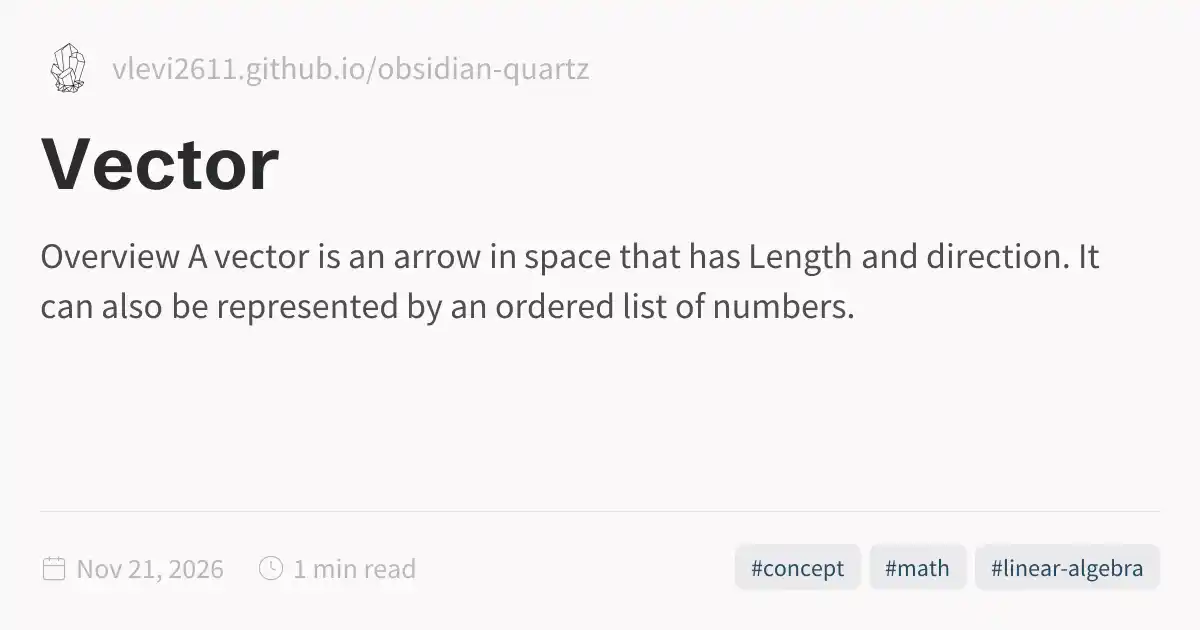 vlevi2611.github.io/obsidian-quartz
Vector
Overview A vector is an arrow in space that has Length and direction. It
can also be represented by an ordered list of numbers.
Nov 21, 2026 1 min read #concept #math #linear-algebra